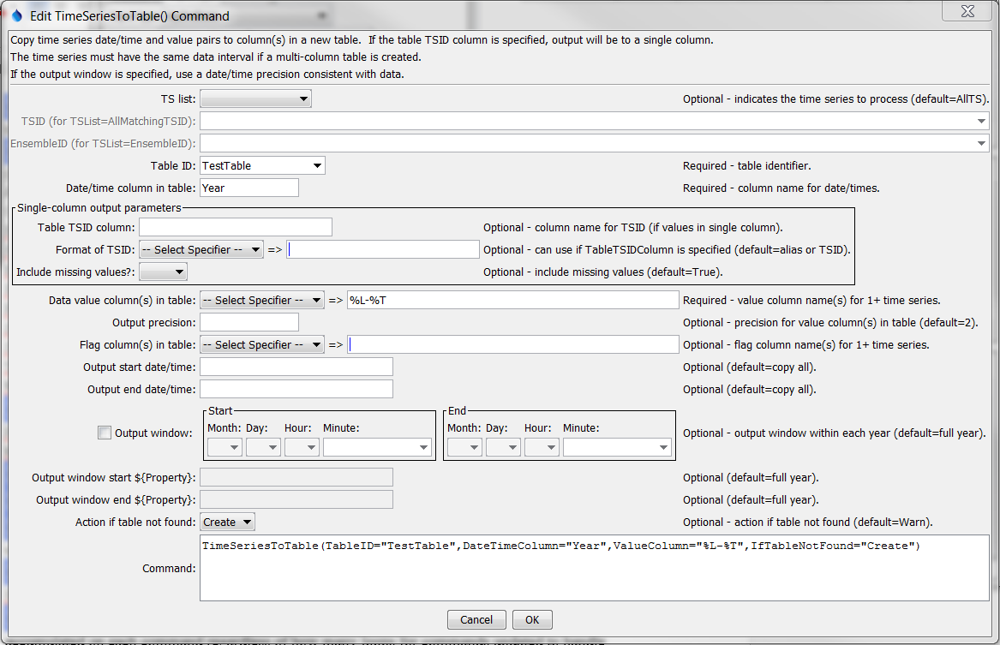 Edit TimeSeriesToTable() Command
Copy time series date/time and value pairs to column(s) in a new table.  If the table TSID column is specified, output will be to a single column.
The time series must have the same data interval if a multi-column table is created.
If the output window is specified, use a date/time precision consistent with data.
TS list: Optional - indicates the time series to process (default=AllTS).
TSID (for TSList=AllMatchingTSID):
EnsembleID (for TSList=EnsembleID):
Table ID: TestTable Required - table identifier.
Date/time column in table: Year Required - column name for date/times.
Single-column output parameters
Table TSID column: Optional - column name for TSID (if values in single column).
Format of TSID: -- Select Specifier -- => Optional - can use if TableTSIDColumn is specified (default=alias or TSID).
Include missing values?: Optional - include missing values (default=True).
Data value column(s) in table: -- Select Specifier -- => %L-%T Required - value column name(s) for 1+ time series.
Output precision: Optional - precision for value column(s) in table (default=2).
Flag column(s) in table: -- Select Specifier -- => Optional - flag column name(s) for 1+ time series.
Output start date/time: Optional (default=copy all).
Output end date/time: Optional (default=copy all).
Start End
Month: Day: Hour: Minute: Month: Day: Hour: Minute:
Output window: Optional - output window within each year (default=full year).
Output window start ${Property}: Optional (default=full year).
Output window end ${Property}: Optional (default=full year).
Action if table not found: Create Optional - action if table not found (default=Warn).
Command: TimeSeriesToTable(TableID="TestTable",DateTimeColumn="Year",ValueColumn="%L-%T",IfTableNotFound="Create")
Cancel OK